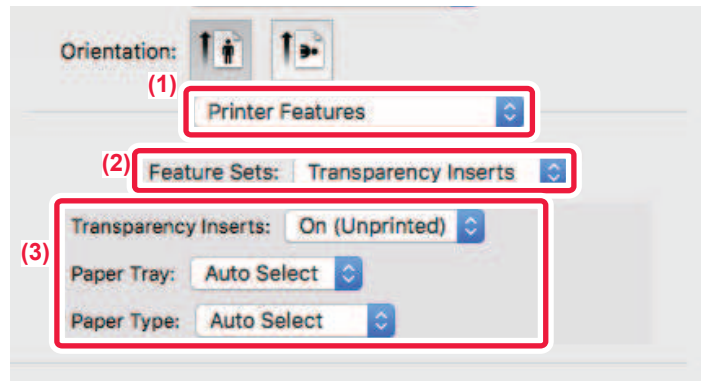 Orientation:
(1)
Printer Features
(2)
Feature Sets: Transparency Inserts
(3)
Transparency Inserts: On (Unprinted)
Paper Tray: Auto Select
Paper Type: Auto Select